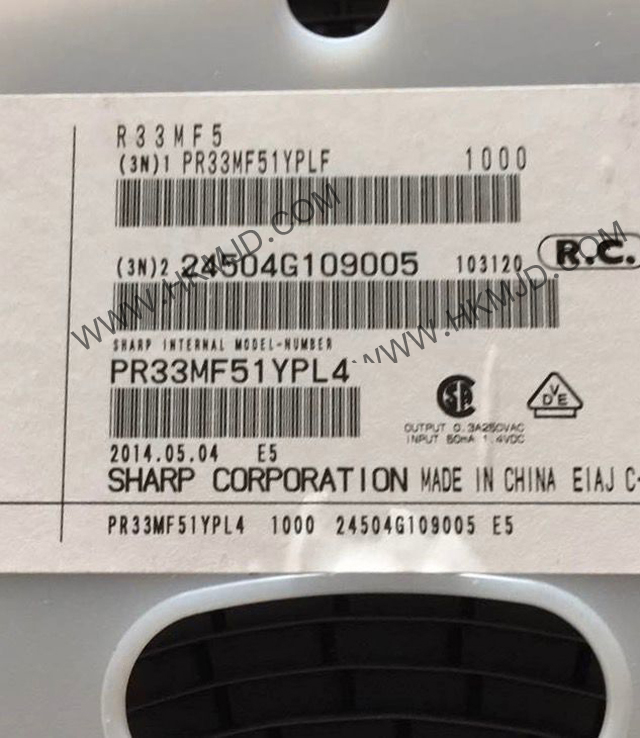 R33MF5
(3N)1 PR33MF51YPLF 1000
(3N)2 24504G109005 103120 R.C.
SHARP INTERNAL MODEL-NUMBER
PR33MF51YPL4
SA
VDE
OUTPUT 0.3A250VAC
INPUT 50mA 1.4VDC
2014.05.04 E5
SHARP CORPORATION MADE IN CHINA EIAJ C-
PR33MF51YPL4 1000 24504G109005 E5
WWW.HKMJD.COM
WWW.HKMJD.COM